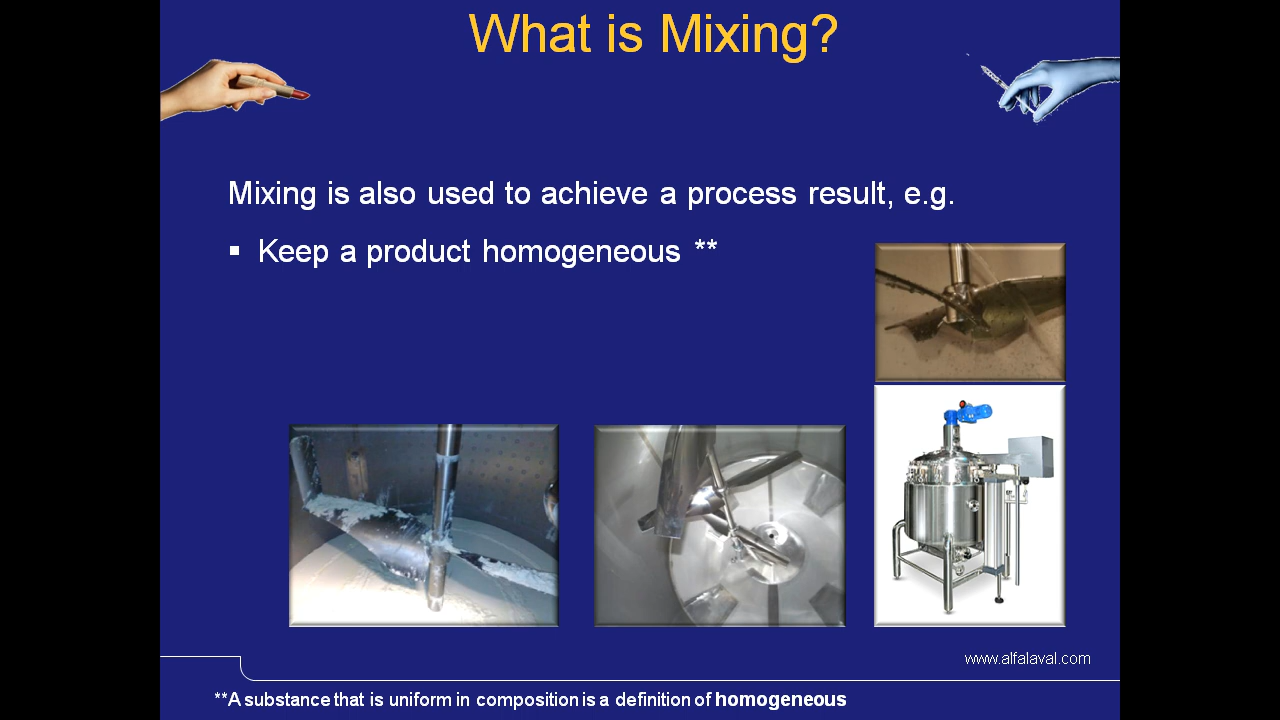 What is Mixing?
Mixing is also used to achieve a process result, e.g.
▪ Keep a product homogeneous **
www.alfalaval.com
**A substance that is uniform in composition is a definition of homogeneous